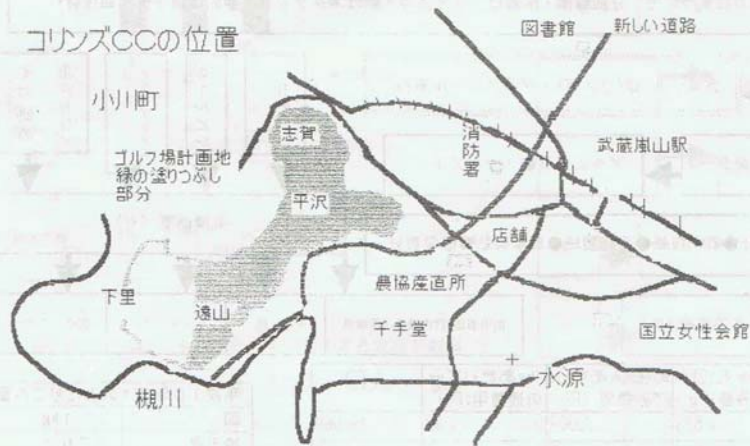 コリンズCCの位置
図書館
新しい道路
小川町
志賀
消防署
武蔵嵐山駅
ゴルフ場計画地
緑の塗りつぶし
部分
平沢
店舗
下里
遠山
農協産直所
千手堂
国立女性会館
水源
槻川